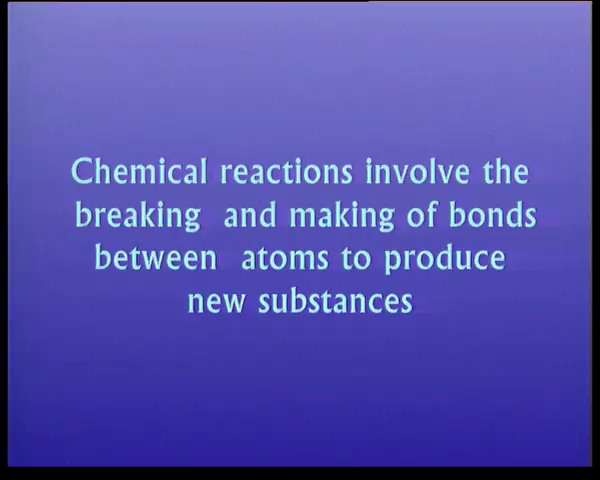 Chemical reactions involve the
breaking  and making of bonds
between  atoms to produce
new substances